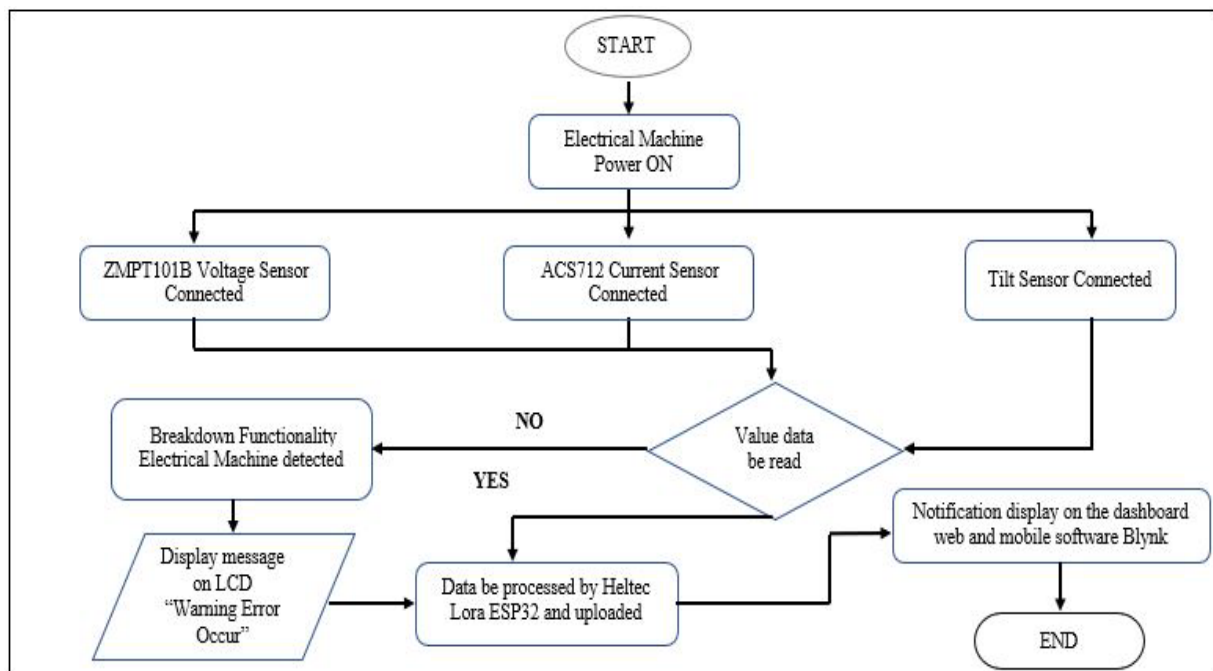 START
Electrical Machine
Power ON
ZMPT101B Voltage Sensor
Connected
ACS712 Current Sensor
Connected
Tilt Sensor Connected
NO
Breakdown Functionality
Electrical Machine detected
Value data
be read
YES
Notification display on the dashboard
web and mobile software Blynk
Display message
on LCD
“Warning Error
Occur”
Data be processed by Heltec
Lora ESP32 and uploaded
END